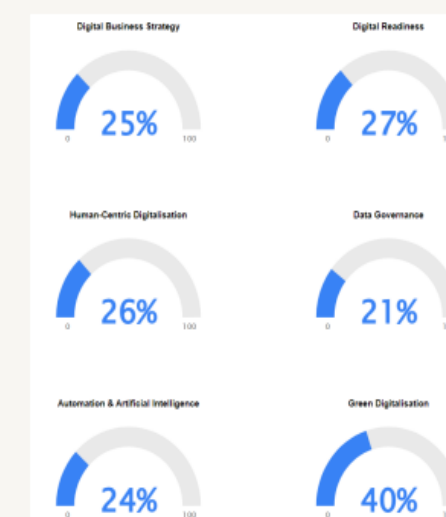 Digital Business Strategy
Digital Readiness
25%
27%
0
100
0
Human-Centric Digitalisation
Data Governance
26%
21%
0
100
0
Automation & Artificial Intelligence
Green Digitalisation
24%
40%
0
100
0